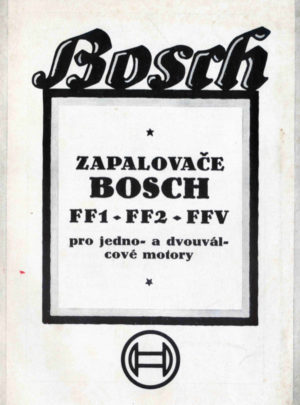 Bosch
ZAPALOVAČE
BOSCH
FF1 - FF2 - FFV
pro jedno- a dvouvál-
cové motory